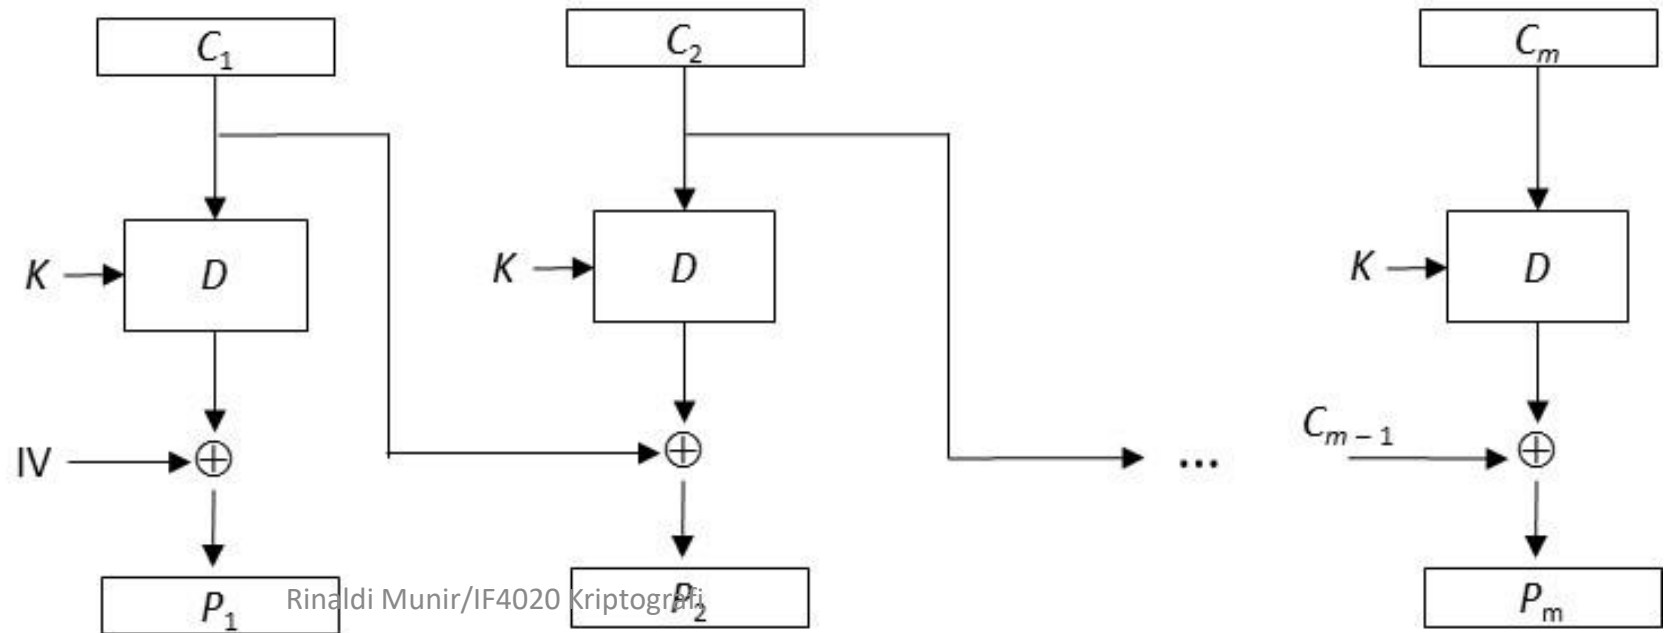 C₁ C₂ Cₘ
K D K D K D
IV ⊕ ⊕ ... Cₘ₋₁ ⊕
P₁ P₂ Pₘ
Rinaldi Munir/IF4020 Kriptografi